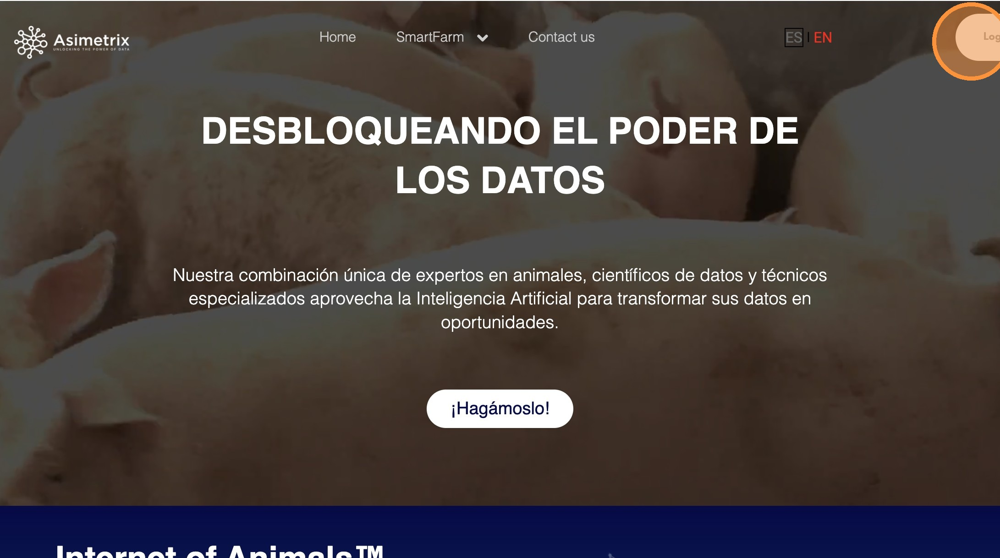 Asimetrix
UNLOCKING THE POWER OF DATA
Home
SmartFarm
Contact us
ES | EN
DESBLOQUEANDO EL PODER DE
LOS DATOS
Nuestra combinación única de expertos en animales, científicos de datos y técnicos
especializados aprovecha la Inteligencia Artificial para transformar sus datos en
oportunidades.
¡Hagámoslo!
Internet of Animals™